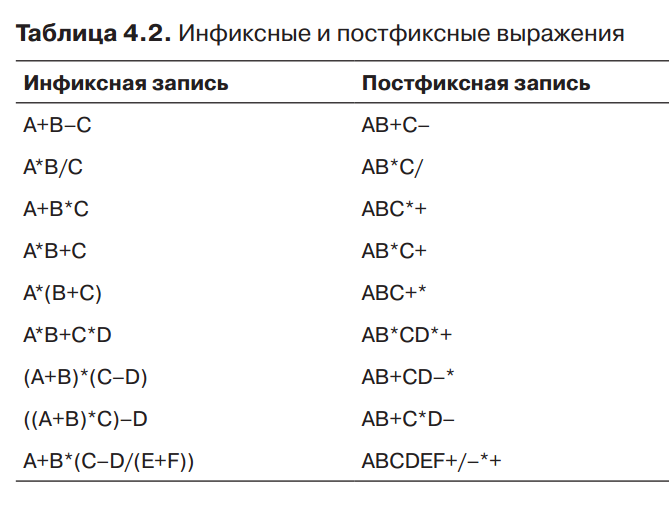 Таблица 4.2. Инфиксные и постфиксные выражения
Инфиксная запись Постфиксная запись
A+B–C AB+C–
A*B/C AB*C/
A+B*C ABC*+
A*B+C AB*C+
A*(B+C) ABC+*
A*B+C*D AB*CD*+
(A+B)*(C–D) AB+CD–*
((A+B)*C)–D AB+C*D–
A+B*(C–D/(E+F)) ABCDEF+/–*+